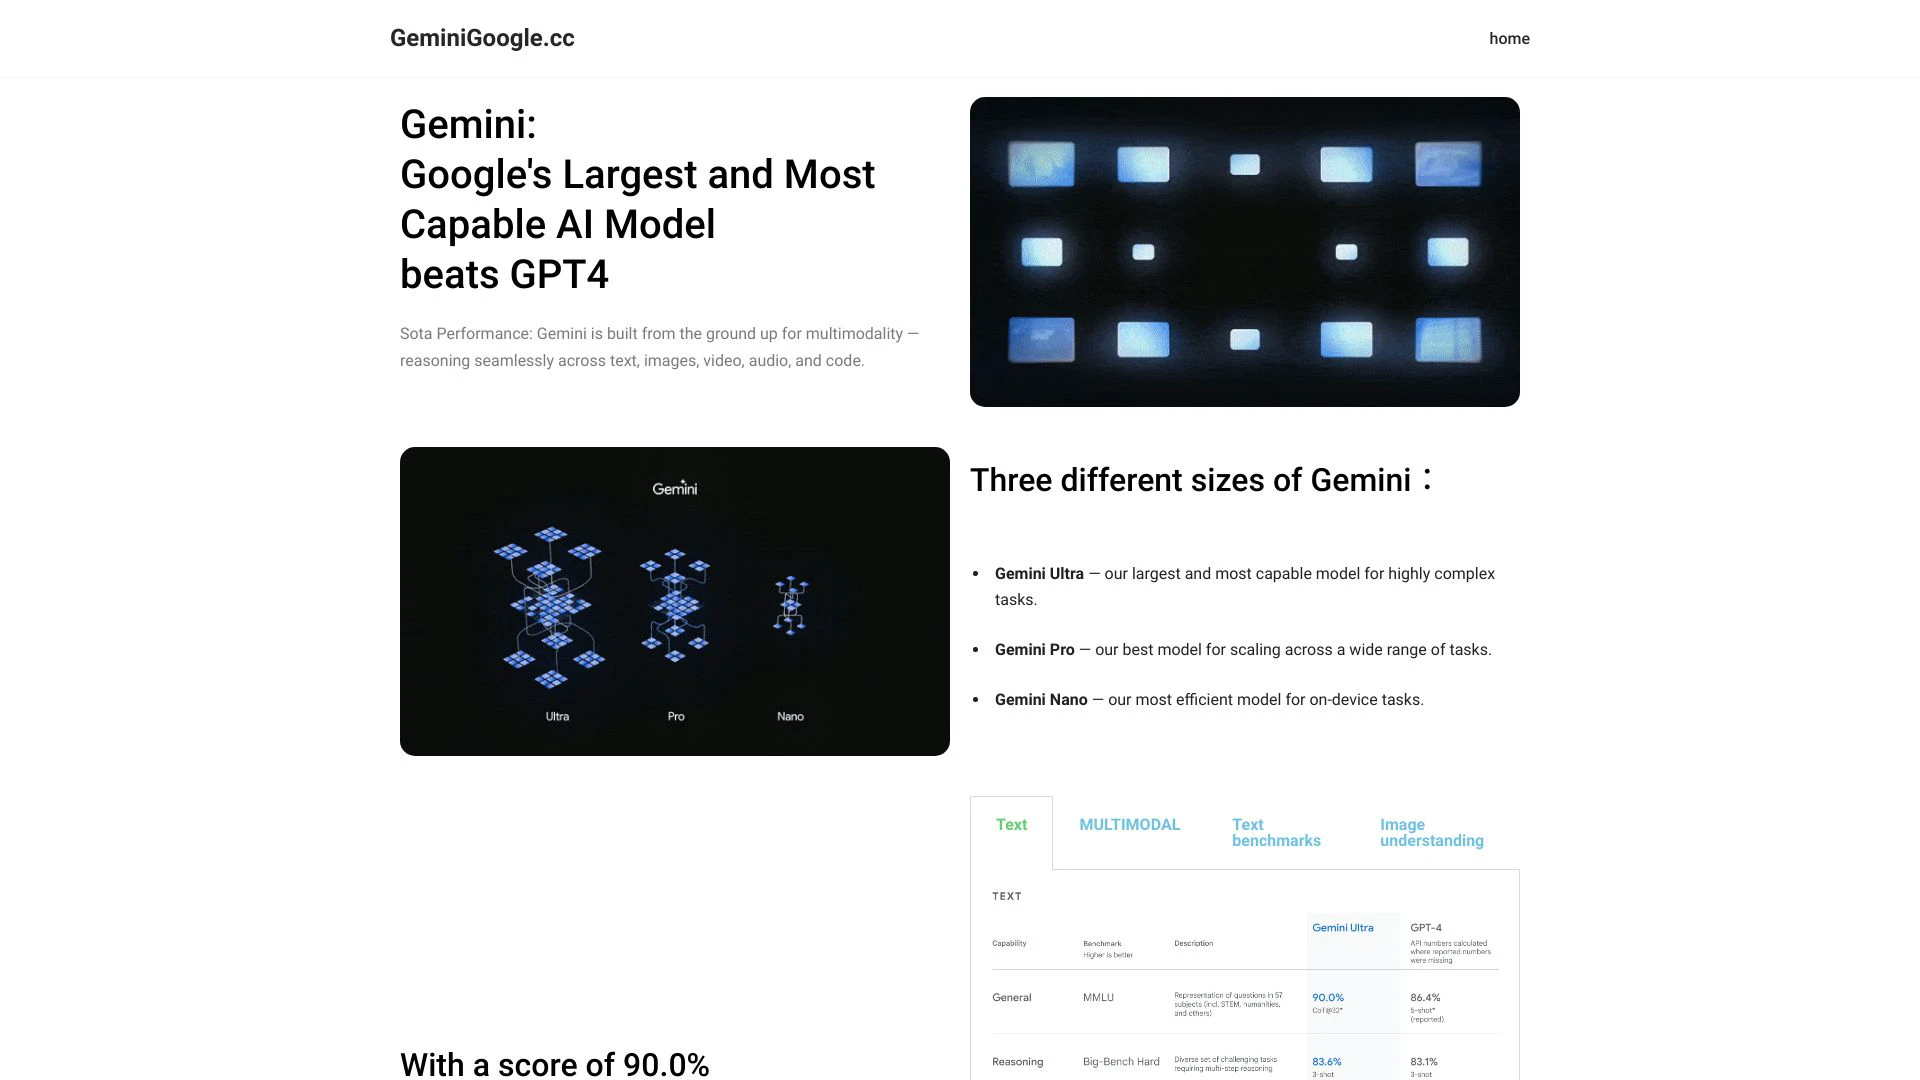 GeminiGoogle.cc
home
Gemini:
Google's Largest and Most
Capable AI Model
beats GPT4
Sota Performance: Gemini is built from the ground up for multimodality —
reasoning seamlessly across text, images, video, audio, and code.
Gemini
Ultra
Pro
Nano
Three different sizes of Gemini：
• Gemini Ultra — our largest and most capable model for highly complex
tasks.
• Gemini Pro — our best model for scaling across a wide range of tasks.
• Gemini Nano — our most efficient model for on-device tasks.
Text
MULTIMODAL
Text
benchmarks
Image
understanding
TEXT
Capability
Benchmark
Higher is better
Description
Gemini Ultra
GPT-4
API numbers calculated
where reported numbers
were missing
General
MMLU
Representation of questions in 57
subjects (incl. STEM, humanities,
and others)
90.0%
CoT@32*
86.4%
5-shot*
(reported)
Reasoning
Big-Bench Hard
Diverse set of challenging tasks
requiring multi-step reasoning
83.6%
3-shot
83.1%
3-shot
With a score of 90.0%